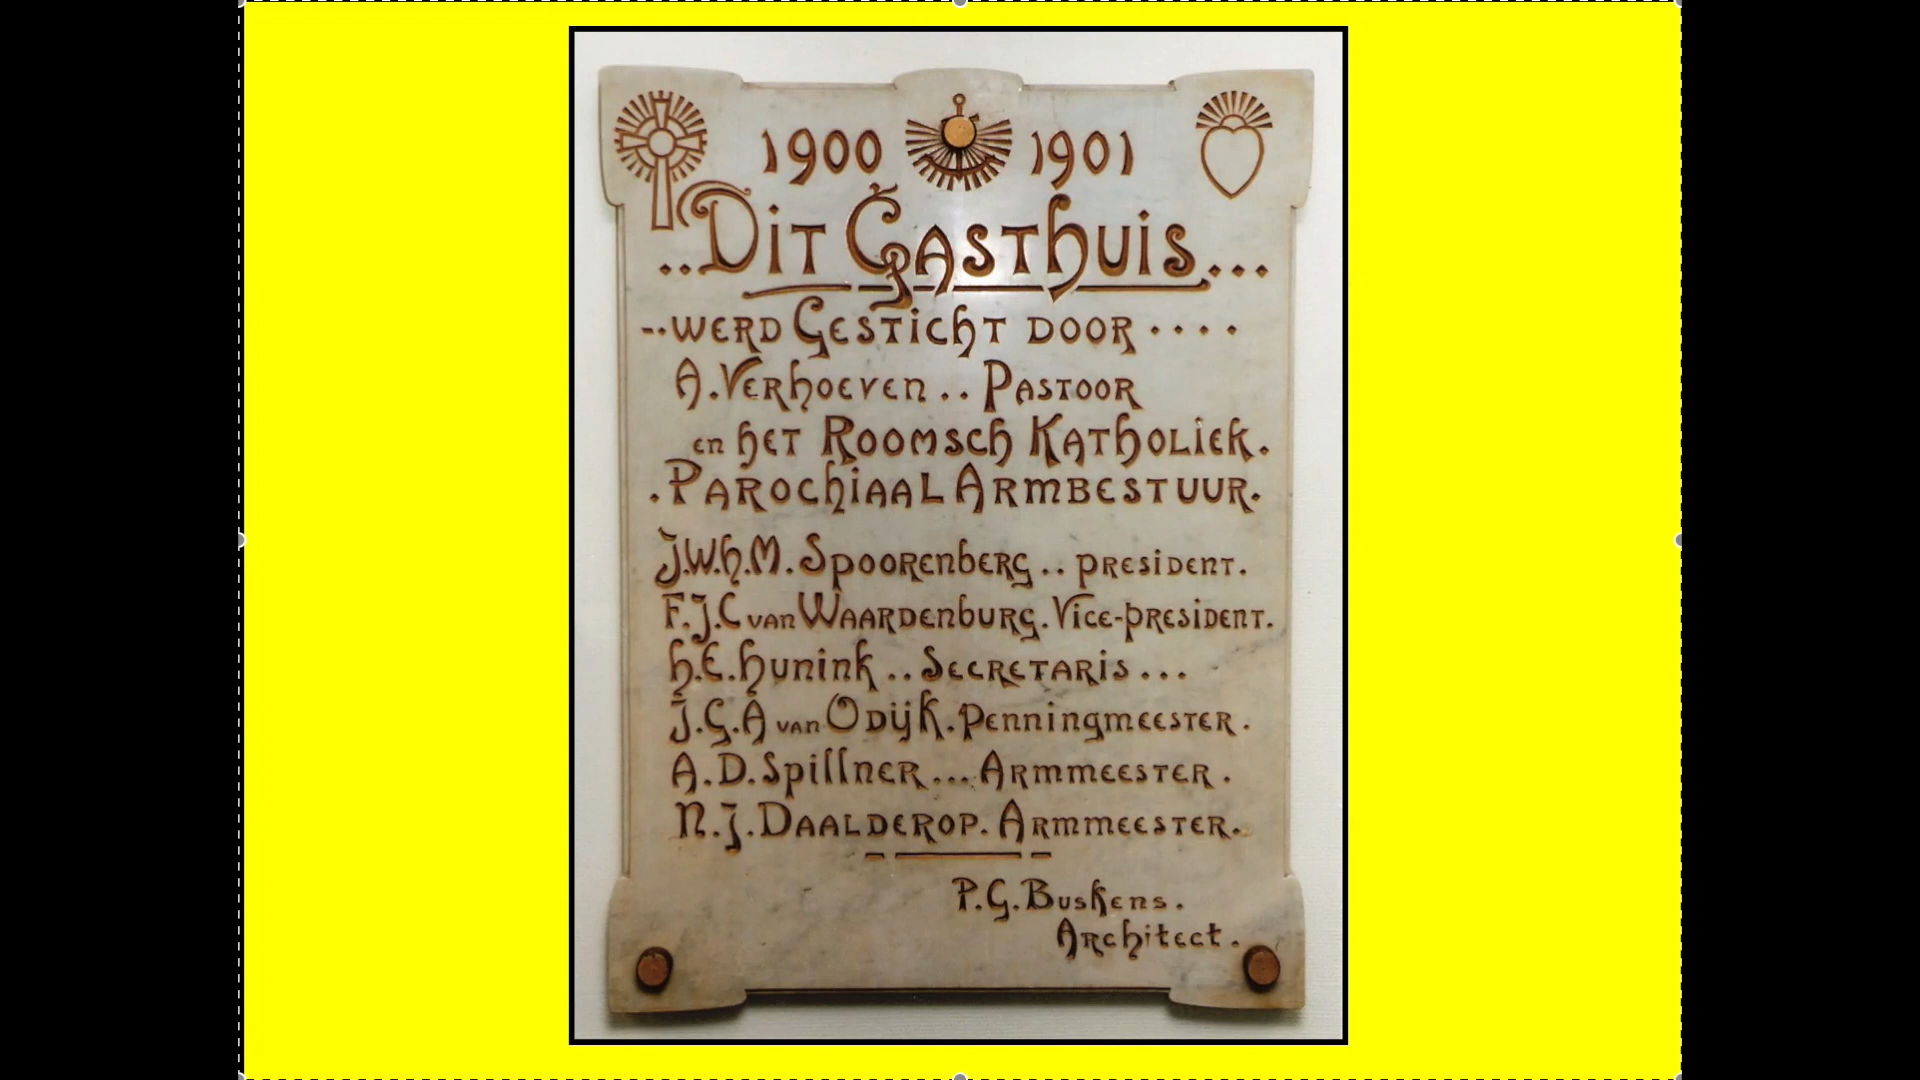 1900 1901
..Dit Gasthuis...
--werd Gesticht door....
A. Verhoeven.. Pastoor
en het Roomsch Katholiek.
.Parochiaal Armbestuur.
J.W.H.M. Spoorenberg.. president.
F.J.C van Waardenburg. Vice-president.
H.E. Hunink.. Secretaris...
J.G.A van Odijk. Penningmeester.
A.D. Spillner... Armmeester.
N.J. Daalderop. Armmeester.
P.G. Buskens.
Architect.